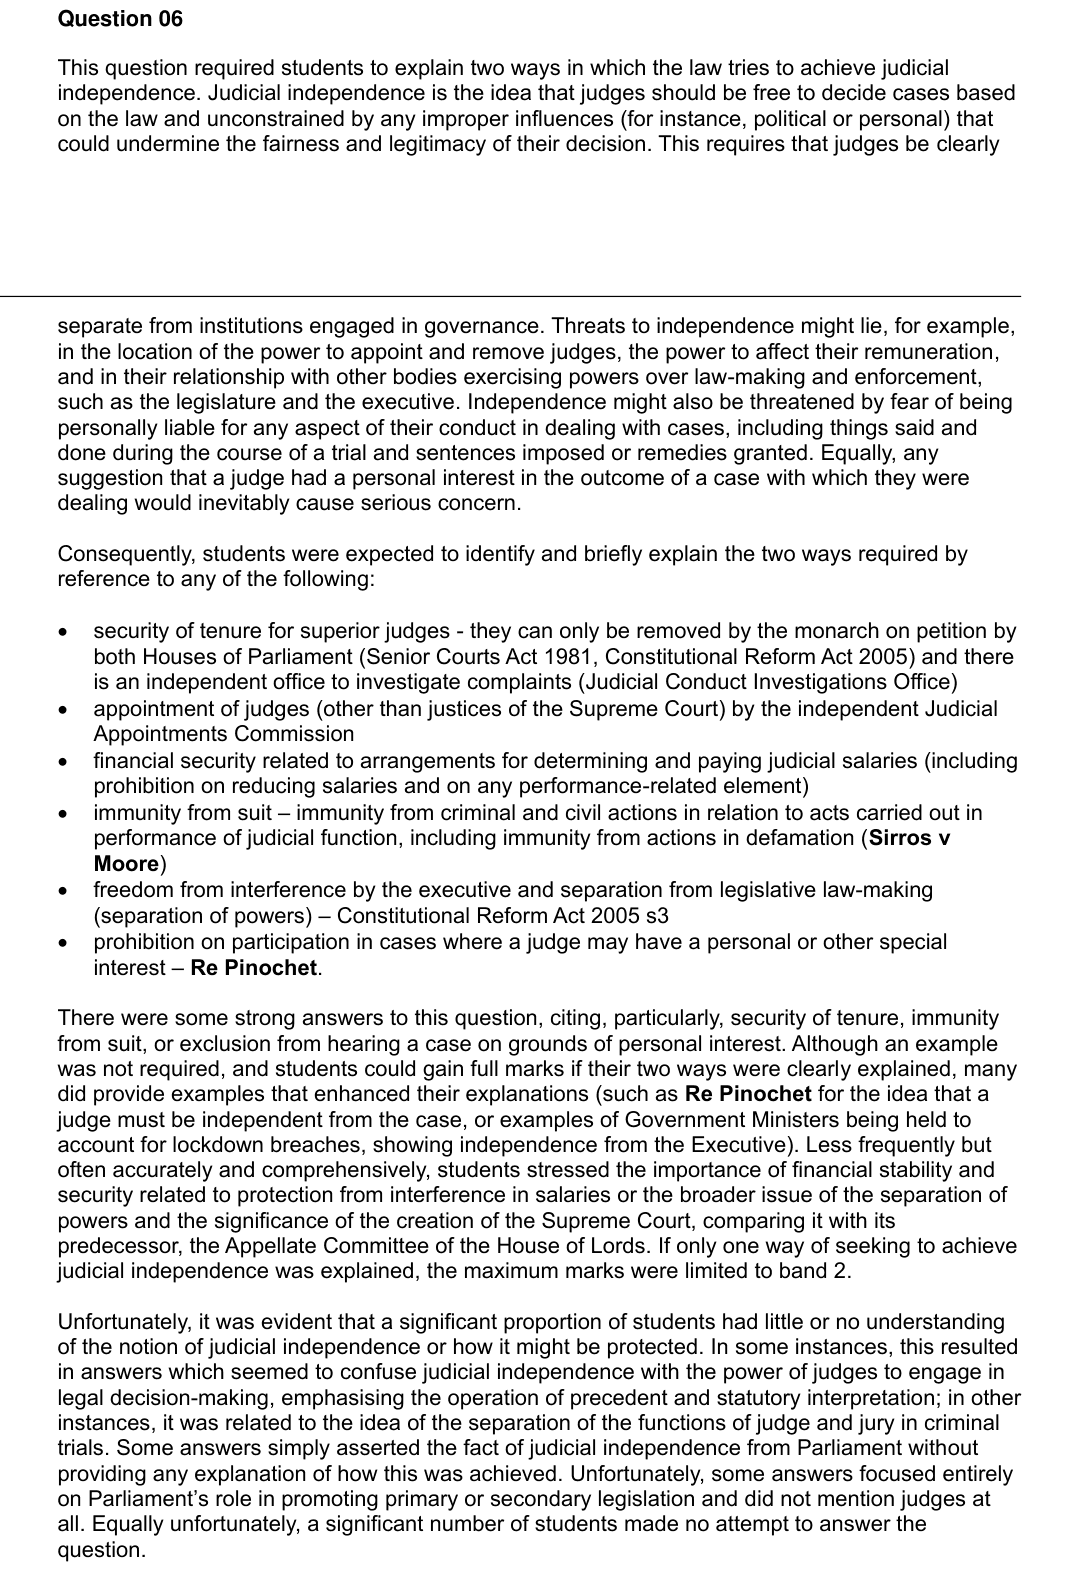 Question 06
This question required students to explain two ways in which the law tries to achieve judicial
independence. Judicial independence is the idea that judges should be free to decide cases based
on the law and unconstrained by any improper influences (for instance, political or personal) that
could undermine the fairness and legitimacy of their decision. This requires that judges be clearly
separate from institutions engaged in governance. Threats to independence might lie, for example,
in the location of the power to appoint and remove judges, the power to affect their remuneration,
and in their relationship with other bodies exercising powers over law-making and enforcement,
such as the legislature and the executive. Independence might also be threatened by fear of being
personally liable for any aspect of their conduct in dealing with cases, including things said and
done during the course of a trial and sentences imposed or remedies granted. Equally, any
suggestion that a judge had a personal interest in the outcome of a case with which they were
dealing would inevitably cause serious concern.
Consequently, students were expected to identify and briefly explain the two ways required by
reference to any of the following:
• security of tenure for superior judges - they can only be removed by the monarch on petition by
both Houses of Parliament (Senior Courts Act 1981, Constitutional Reform Act 2005) and there
is an independent office to investigate complaints (Judicial Conduct Investigations Office)
• appointment of judges (other than justices of the Supreme Court) by the independent Judicial
Appointments Commission
• financial security related to arrangements for determining and paying judicial salaries (including
prohibition on reducing salaries and on any performance-related element)
• immunity from suit – immunity from criminal and civil actions in relation to acts carried out in
performance of judicial function, including immunity from actions in defamation (Sirros v
Moore)
• freedom from interference by the executive and separation from legislative law-making
(separation of powers) – Constitutional Reform Act 2005 s3
• prohibition on participation in cases where a judge may have a personal or other special
interest – Re Pinochet.
There were some strong answers to this question, citing, particularly, security of tenure, immunity
from suit, or exclusion from hearing a case on grounds of personal interest. Although an example
was not required, and students could gain full marks if their two ways were clearly explained, many
did provide examples that enhanced their explanations (such as Re Pinochet for the idea that a
judge must be independent from the case, or examples of Government Ministers being held to
account for lockdown breaches, showing independence from the Executive). Less frequently but
often accurately and comprehensively, students stressed the importance of financial stability and
security related to protection from interference in salaries or the broader issue of the separation of
powers and the significance of the creation of the Supreme Court, comparing it with its
predecessor, the Appellate Committee of the House of Lords. If only one way of seeking to achieve
judicial independence was explained, the maximum marks were limited to band 2.
Unfortunately, it was evident that a significant proportion of students had little or no understanding
of the notion of judicial independence or how it might be protected. In some instances, this resulted
in answers which seemed to confuse judicial independence with the power of judges to engage in
legal decision-making, emphasising the operation of precedent and statutory interpretation; in other
instances, it was related to the idea of the separation of the functions of judge and jury in criminal
trials. Some answers simply asserted the fact of judicial independence from Parliament without
providing any explanation of how this was achieved. Unfortunately, some answers focused entirely
on Parliament’s role in promoting primary or secondary legislation and did not mention judges at
all. Equally unfortunately, a significant number of students made no attempt to answer the
question.